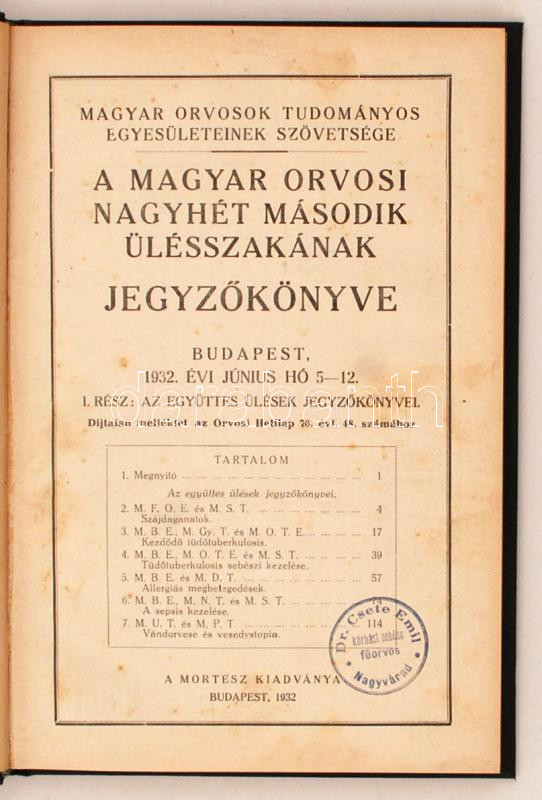 MAGYAR ORVOSOK TUDOMÁNYOS
EGYESÜLETEINEK SZÖVETSÉGE
A MAGYAR ORVOSI
NAGYHÉT MÁSODIK
ÜLÉSSZAKÁNAK
JEGYZŐKÖNYVE
BUDAPEST,
1932. ÉVI JÚNIUS HÓ 5—12.
I. RÉSZ: AZ EGYÜTTES ÜLÉSEK JEGYZŐKÖNYVEI.
Díjtalan melléklet az Orvosi Hetilap 76. évf. 48. számához
TARTALOM
1. Megnyitó ... 1
Az együttes ülések jegyzőkönyvei.
2. M. F. O. E. és M. S. T. ... 4
Szájdaganatok.
3. M. B. E., M. Gy. T. és M. O. T. E. ... 17
Kezdődő tüdőtuberkulosis.
4. M. B. E., M. O. T. E. és M. S. T. ... 39
Tüdőtuberkulosis sebészi kezelése.
5. M. B. E. és M. D. T. ... 57
Allergiás megbetegedések.
6. M. B. E., M. N. T. és M. S. T. ...
A sepsis kezelése.
7. M. U. T. és M. P. T. ... 114
Vándorvese és vesedystopia.
Dr. Csete Emil
kórházi sebész
főorvos
Nagyvárad
A MORTESZ KIADVÁNYA
BUDAPEST, 1932
darabanth